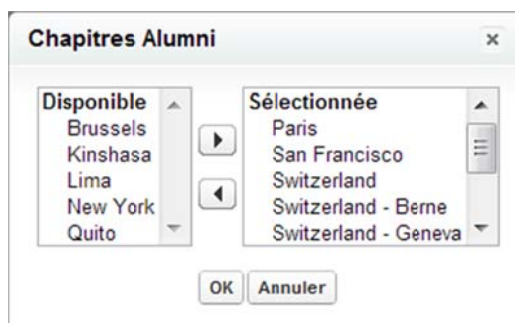 Chapitres Alumni
Disponible
Brussels
Kinshasa
Lima
New York
Quito
Sélectionnée
Paris
San Francisco
Switzerland
Switzerland - Berne
Switzerland - Geneva
OK
Annuler